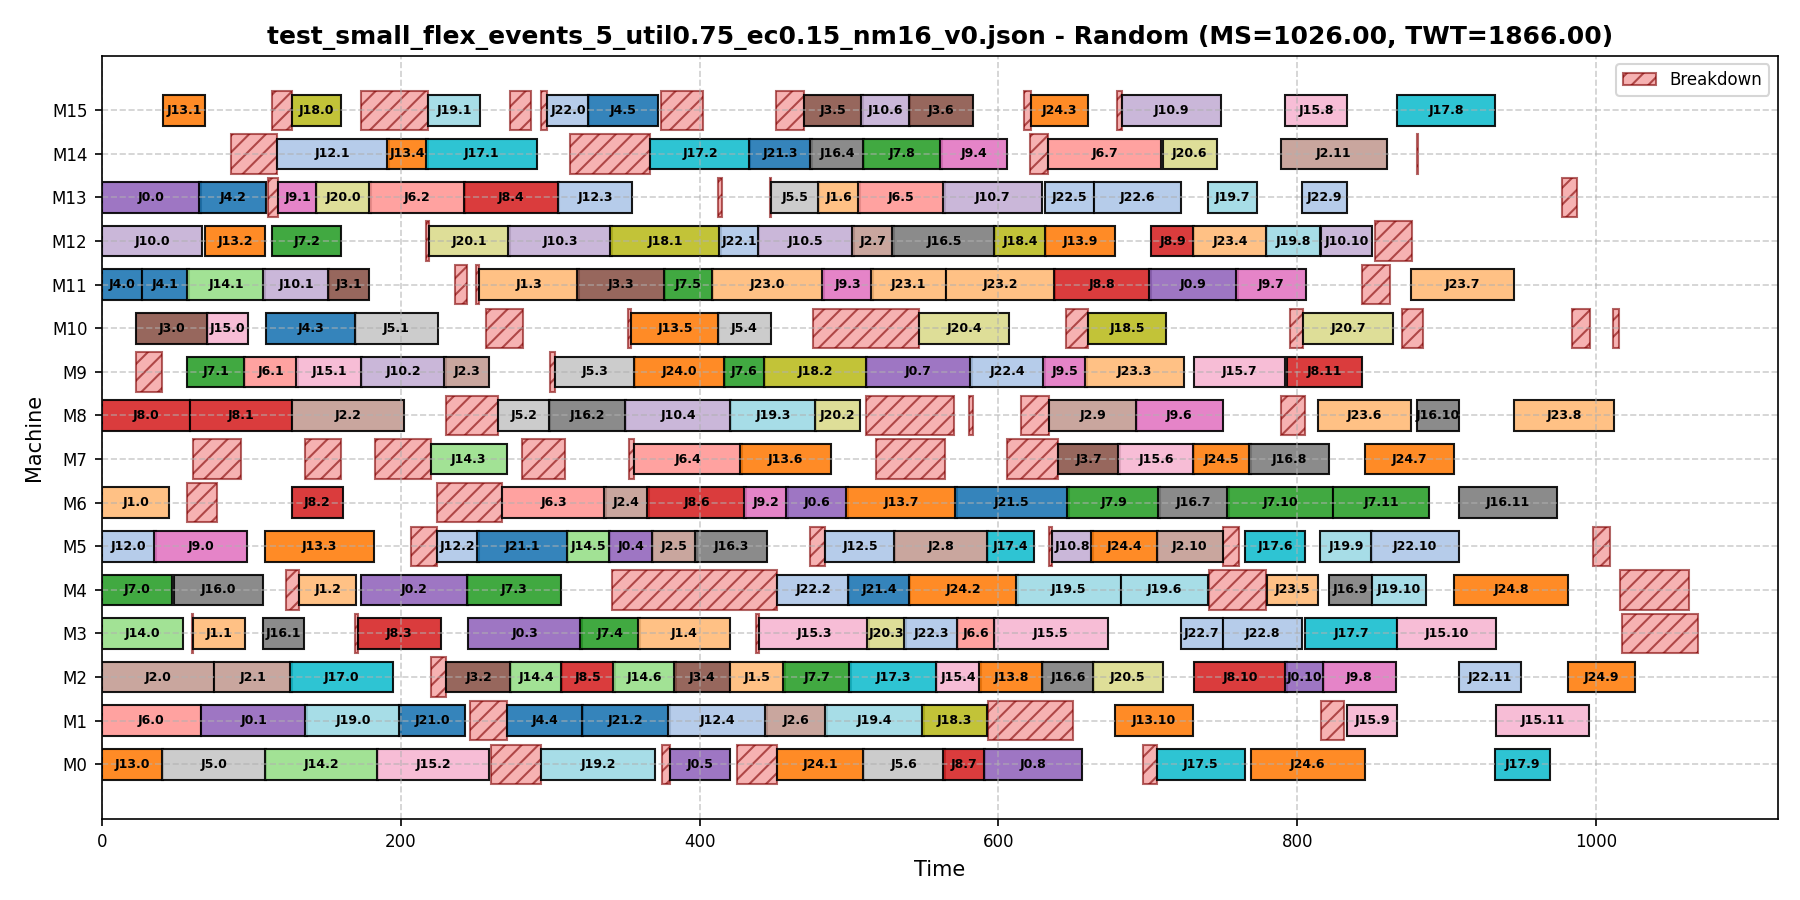 test_small_flex_events_5_util0.75_ec0.15_nm16_v0.json - Random (MS=1026.00, TWT=1866.00)
Breakdown
M15 J13.1 J18.0 J19.1 J22.0 J4.5 J3.5 J10.6 J3.6 J24.3 J10.9 J15.8 J17.8
M14 J12.1 J13.4 J17.1 J17.2 J21.3 J16.4 J7.8 J9.4 J6.7 J20.6 J2.11
M13 J0.0 J4.2 J9.1 J20.0 J6.2 J8.4 J12.3 J5.5 J1.6 J6.5 J10.7 J22.5 J22.6 J19.7 J22.9
M12 J10.0 J13.2 J7.2 J20.1 J10.3 J18.1 J22.1 J10.5 J2.7 J16.5 J18.4 J13.9 J8.9 J23.4 J19.8 J10.10
M11 J4.0 J4.1 J14.1 J10.1 J3.1 J1.3 J3.3 J7.5 J23.0 J9.3 J23.1 J23.2 J8.8 J0.9 J9.7 J23.7
M10 J3.0 J15.0 J4.3 J5.1 J13.5 J5.4 J20.4 J18.5 J20.7
M9 J7.1 J6.1 J15.1 J10.2 J2.3 J5.3 J24.0 J7.6 J18.2 J0.7 J22.4 J9.5 J23.3 J15.7 J8.11
M8 J8.0 J8.1 J2.2 J5.2 J16.2 J10.4 J19.3 J20.2 J2.9 J9.6 J23.6 J16.10 J23.8
M7 J14.3 J6.4 J13.6 J3.7 J15.6 J24.5 J16.8 J24.7
M6 J1.0 J8.2 J6.3 J2.4 J8.6 J9.2 J0.6 J13.7 J21.5 J7.9 J16.7 J7.10 J7.11 J16.11
M5 J12.0 J9.0 J13.3 J12.2 J21.1 J14.5 J0.4 J2.5 J16.3 J12.5 J2.8 J17.4 J10.8 J24.4 J2.10 J17.6 J19.9 J22.10
M4 J7.0 J16.0 J1.2 J0.2 J7.3 J22.2 J21.4 J24.2 J19.5 J19.6 J23.5 J16.9 J19.10 J24.8
M3 J14.0 J1.1 J16.1 J8.3 J0.3 J7.4 J1.4 J15.3 J20.3 J22.3 J6.6 J15.5 J22.7 J22.8 J17.7 J15.10
M2 J2.0 J2.1 J17.0 J3.2 J14.4 J8.5 J14.6 J3.4 J1.5 J7.7 J17.3 J15.4 J13.8 J16.6 J20.5 J8.10 J0.10 J9.8 J22.11 J24.9
M1 J6.0 J0.1 J19.0 J21.0 J4.4 J21.2 J12.4 J2.6 J19.4 J18.3 J13.10 J15.9 J15.11
M0 J13.0 J5.0 J14.2 J15.2 J19.2 J0.5 J24.1 J5.6 J8.7 J0.8 J17.5 J24.6 J17.9
0 200 400 600 800 1000
Time
Machine